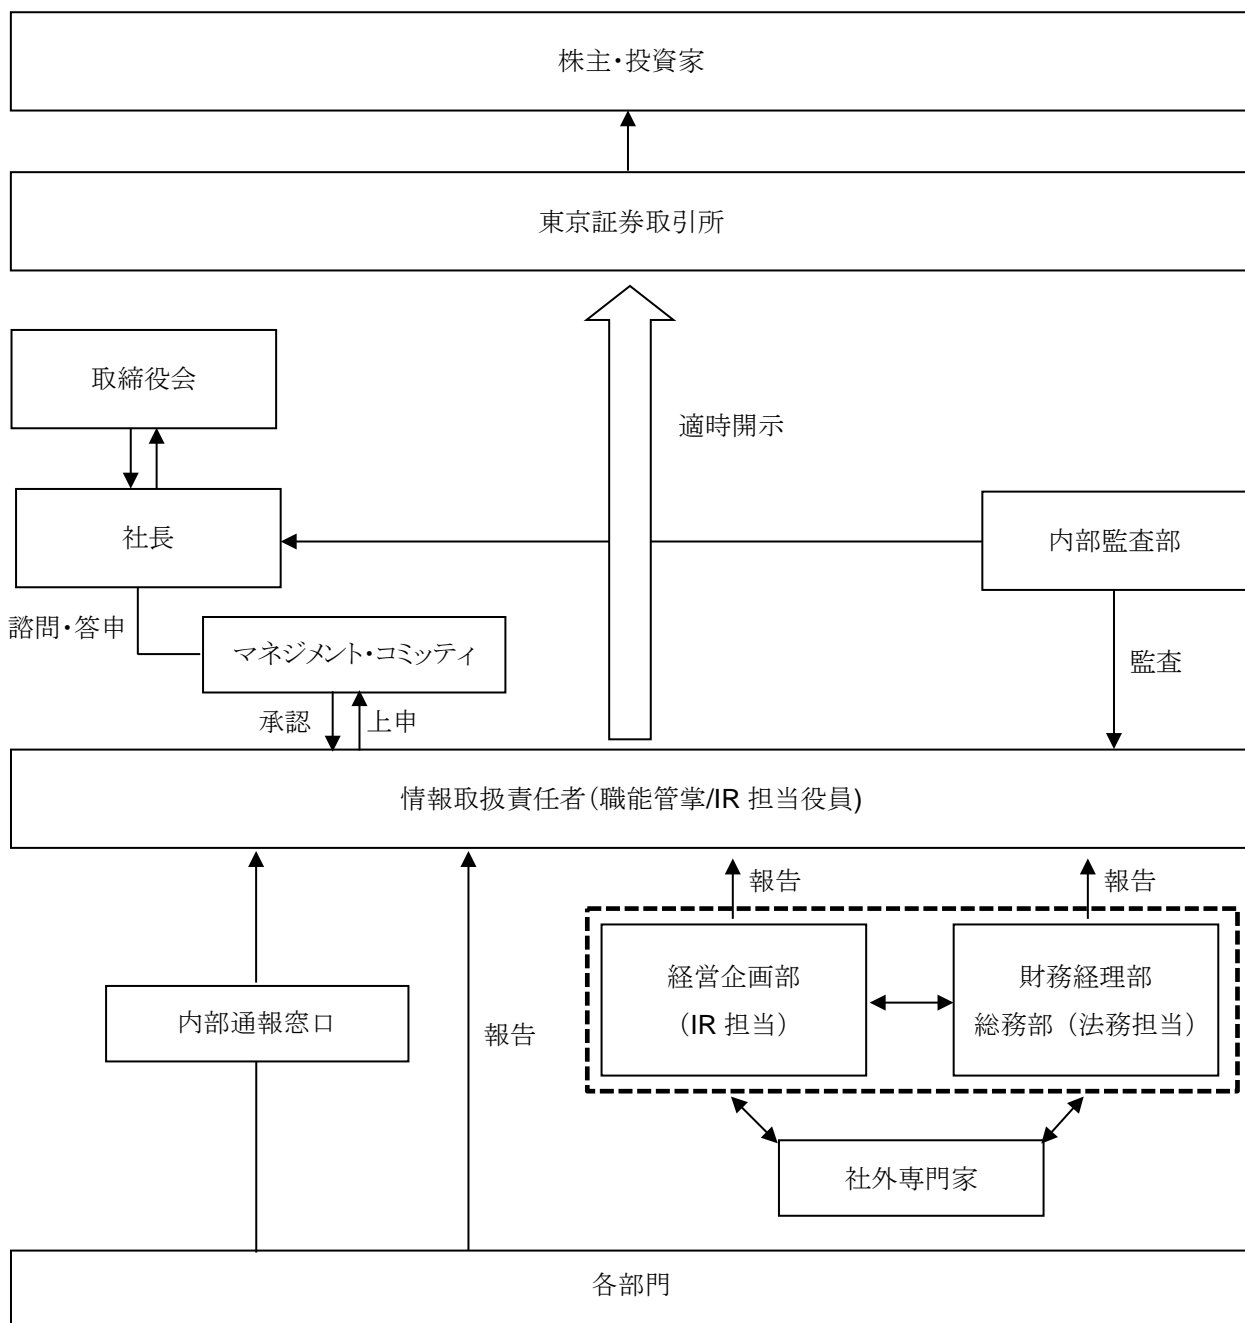 株主・投資家
東京証券取引所
取締役会
適時開示
社長
内部監査部
諮問・答申
マネジメント・コミッティ
監査
承認
上申
情報取扱責任者(職能管掌/IR 担当役員)
報告
報告
経営企画部
（IR 担当）
財務経理部
総務部（法務担当）
内部通報窓口
報告
社外専門家
各部門